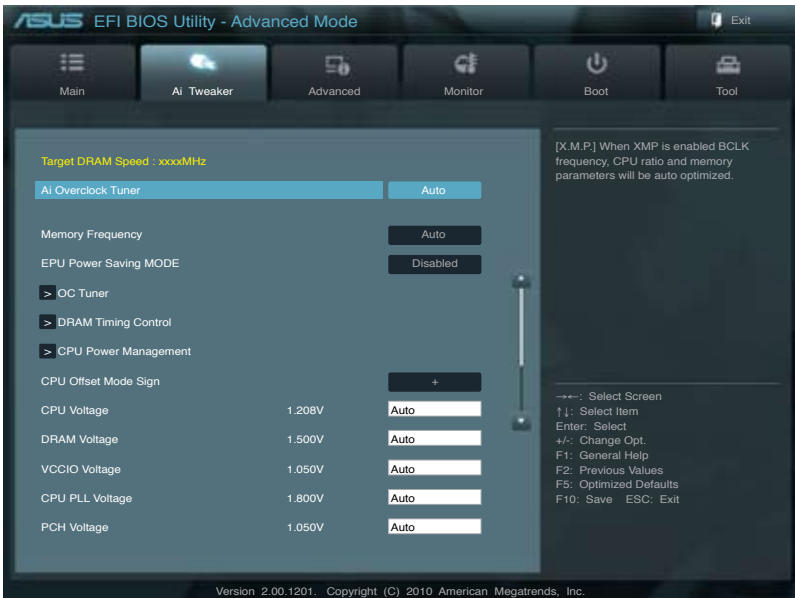 ASUS EFI BIOS Utility - Advanced Mode
Exit
Main Ai Tweaker Advanced Monitor Boot Tool
Target DRAM Speed : xxxxMHz
Ai Overclock Tuner Auto
Memory Frequency Auto
EPU Power Saving MODE Disabled
> OC Tuner
> DRAM Timing Control
> CPU Power Management
CPU Offset Mode Sign +
CPU Voltage 1.208V Auto
DRAM Voltage 1.500V Auto
VCCIO Voltage 1.050V Auto
CPU PLL Voltage 1.800V Auto
PCH Voltage 1.050V Auto
[X.M.P.] When XMP is enabled BCLK
frequency, CPU ratio and memory
parameters will be auto optimized.
→←: Select Screen
↑↓: Select Item
Enter: Select
+/-: Change Opt.
F1: General Help
F2: Previous Values
F5: Optimized Defaults
F10: Save ESC: Exit
Version 2.00.1201. Copyright (C) 2010 American Megatrends, Inc.